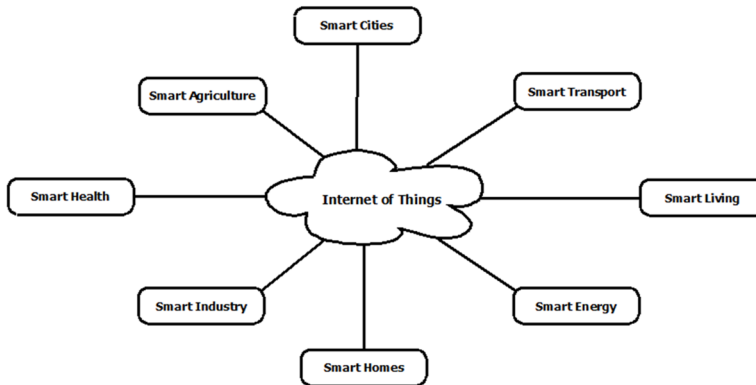 Smart Cities
Smart Agriculture
Smart Transport
Smart Health
Internet of Things
Smart Living
Smart Industry
Smart Energy
Smart Homes